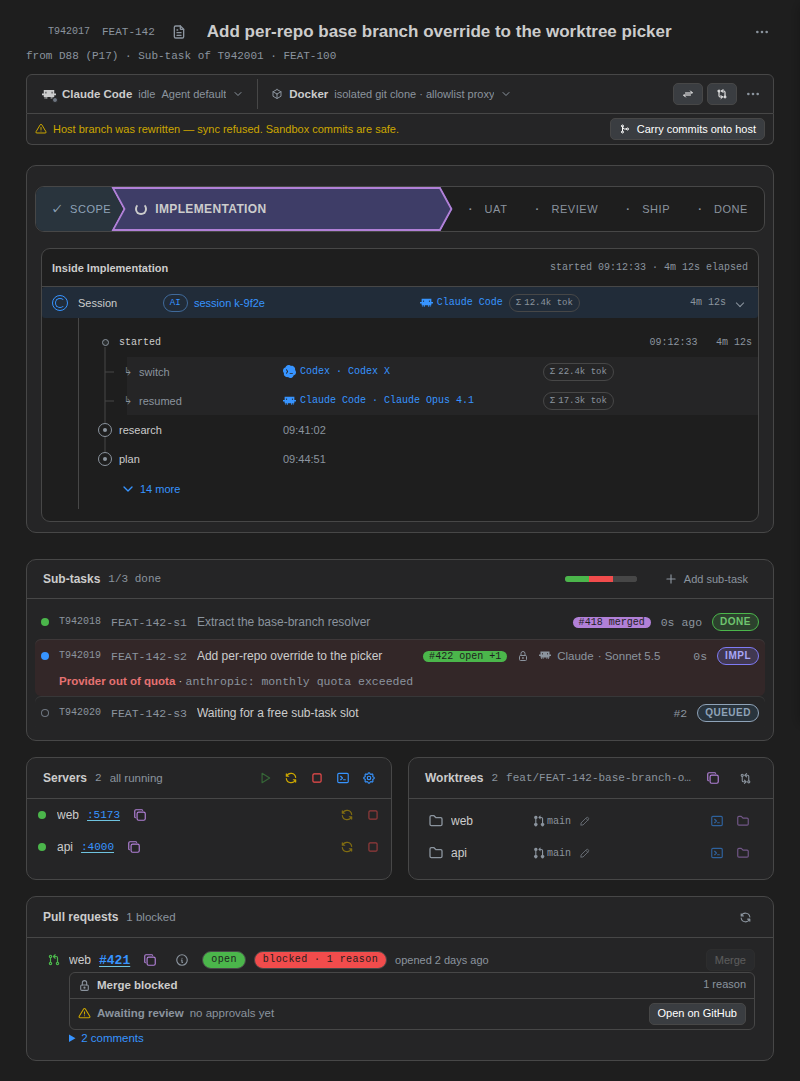 T942017 FEAT-142 Add per-repo base branch override to the worktree picker
from D88 (P17) · Sub-task of T942001 · FEAT-100
Claude Code idle Agent default Docker isolated git clone · allowlist proxy
Host branch was rewritten — sync refused. Sandbox commits are safe. Carry commits onto host
SCOPE IMPLEMENTATION · UAT · REVIEW · SHIP · DONE
Inside Implementation started 09:12:33 · 4m 12s elapsed
Session AI session k-9f2e Claude Code Σ 12.4k tok 4m 12s
started 09:12:33 4m 12s
↳ switch Codex · Codex X Σ 22.4k tok
↳ resumed Claude Code · Claude Opus 4.1 Σ 17.3k tok
research 09:41:02
plan 09:44:51
14 more
Sub-tasks 1/3 done Add sub-task
T942018 FEAT-142-s1 Extract the base-branch resolver #418 merged 0s ago DONE
T942019 FEAT-142-s2 Add per-repo override to the picker #422 open +1 Claude · Sonnet 5.5 0s IMPL
Provider out of quota · anthropic: monthly quota exceeded
T942020 FEAT-142-s3 Waiting for a free sub-task slot #2 QUEUED
Servers 2 all running
web :5173
api :4000
Worktrees 2 feat/FEAT-142-base-branch-o…
web main
api main
Pull requests 1 blocked
web #421 open blocked · 1 reason opened 2 days ago Merge
Merge blocked 1 reason
Awaiting review no approvals yet Open on GitHub
2 comments